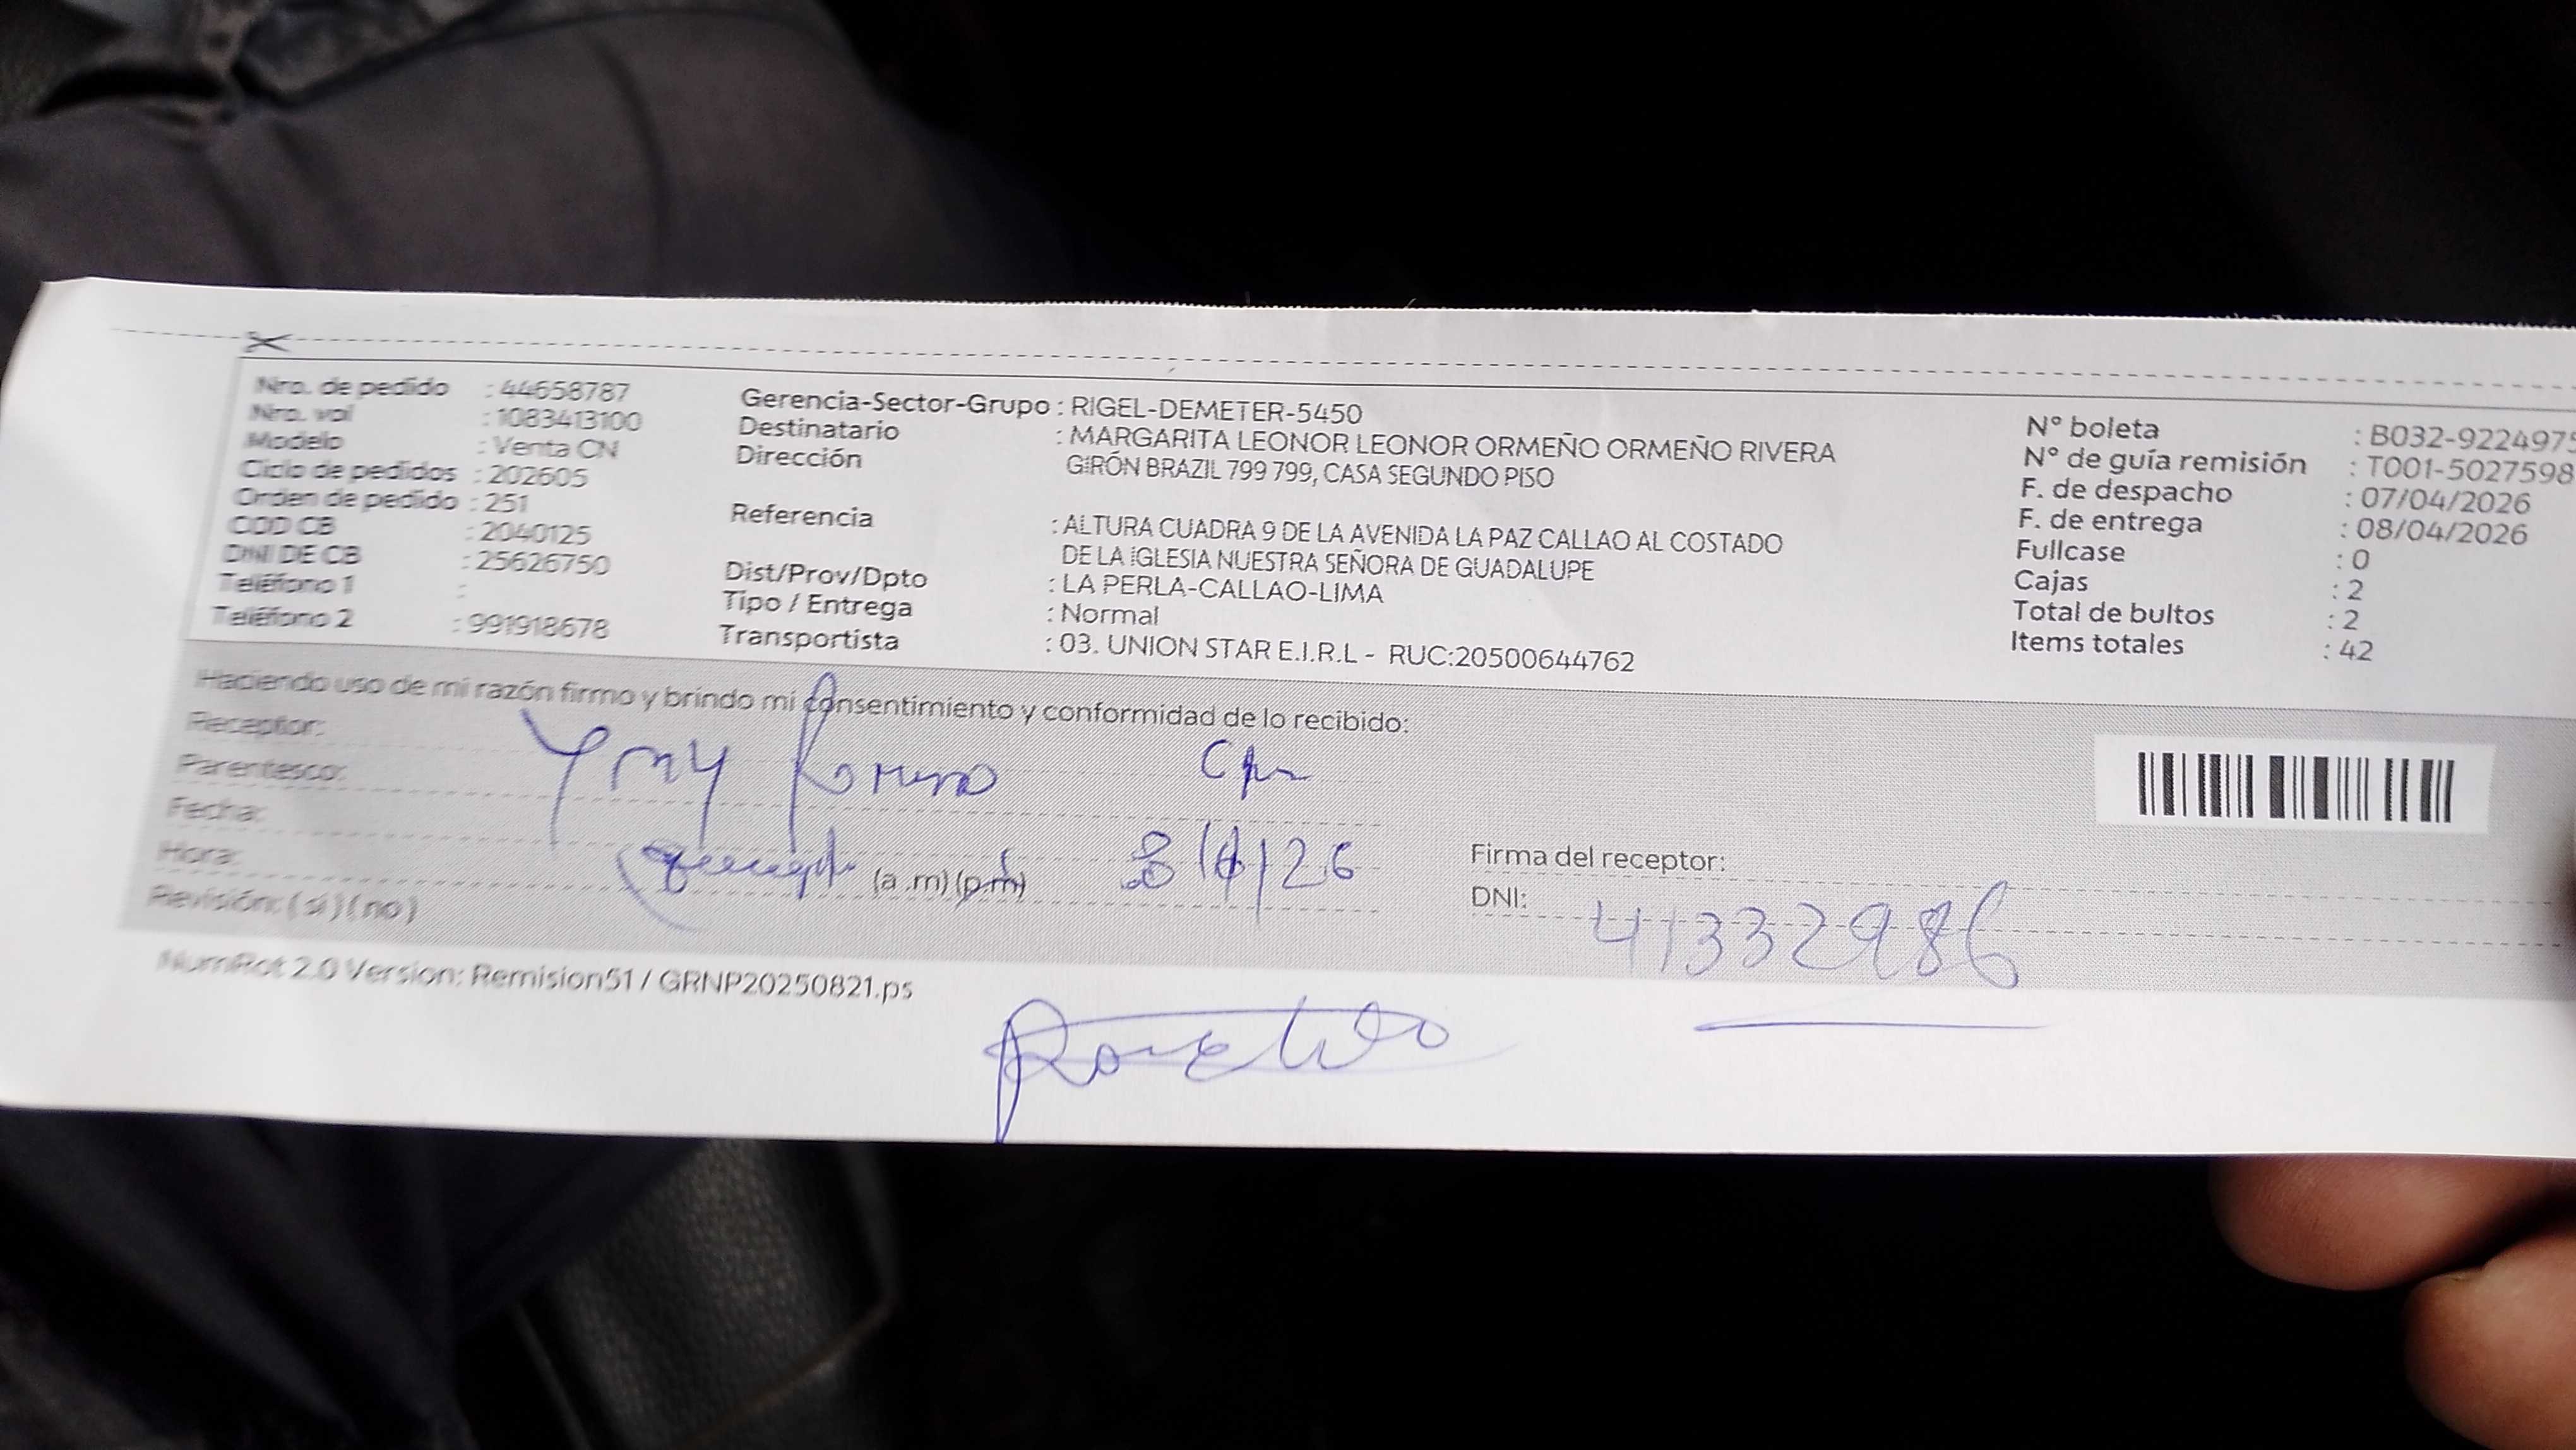 Nro. de pedido : 44658787
Nro. val : 1083413100
Modelo : Venta CN
Ciclo de pedidos : 202605
Orden de pedido : 251
COD CB : 2040125
DNI DE CB : 25626750
Teléfono 1 :
Teléfono 2 : 991918678
Gerencia-Sector-Grupo : RIGEL-DEMETER-5450
Destinatario : MARGARITA LEONOR LEONOR ORMEÑO ORMEÑO RIVERA
Dirección GIRÓN BRAZIL 799 799, CASA SEGUNDO PISO
Referencia : ALTURA CUADRA 9 DE LA AVENIDA LA PAZ CALLAO AL COSTADO
DE LA IGLESIA NUESTRA SEÑORA DE GUADALUPE
Dist/Prov/Dpto : LA PERLA-CALLAO-LIMA
Tipo / Entrega : Normal
Transportista : 03. UNION STAR E.I.R.L - RUC:20500644762
N° boleta : B032-9224975
N° de guía remisión : T001-5027598
F. de despacho : 07/04/2026
F. de entrega : 08/04/2026
Fullcase : 0
Cajas : 2
Total de bultos : 2
Items totales : 42
Haciendo uso de mi razón firmo y brindo mi consentimiento y conformidad de lo recibido:
Receptor:
Parentesco:
Fecha:
Hora: (a .m) (p.m) 8/4/26
Revisión: ( si ) ( no )
Firma del receptor:
DNI: 41332986
NumRot 2.0 Version: Remision51 / GRNP20250821.ps